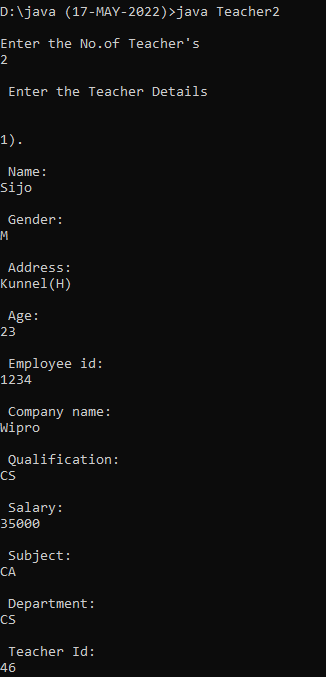 D:\java (17-MAY-2022)>java Teacher2
Enter the No.of Teacher's
2
Enter the Teacher Details
1).
Name:
Sijo
Gender:
M
Address:
Kunnel(H)
Age:
23
Employee id:
1234
Company name:
Wipro
Qualification:
CS
Salary:
35000
Subject:
CA
Department:
CS
Teacher Id:
46